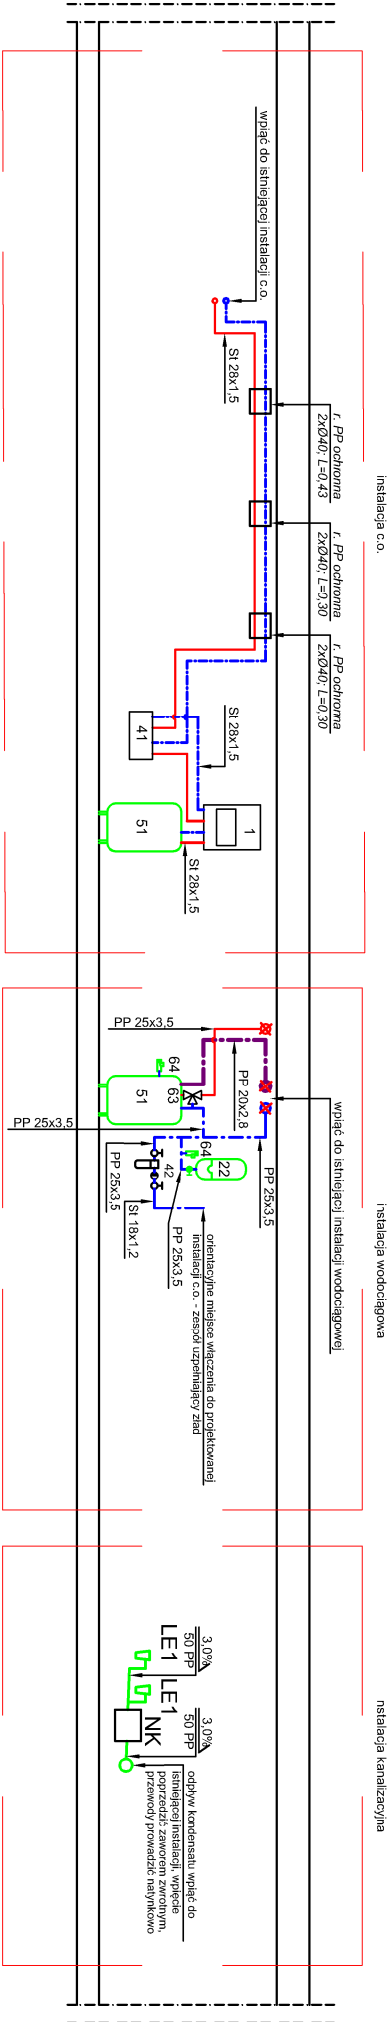 instalacja c.o.
wpiąć do istniejącej instalacji c.o.
St 28x1,5
r. PP ochronna
2xØ40; L=0,43
r. PP ochronna
2xØ40; L=0,30
r. PP ochronna
2xØ40; L=0,30
41
St 28x1,5
51
1
St 28x1,5
instalacja wodociągowa
PP 25x3,5
64
63
51
PP 20x2,8
wpiąć do istniejącej instalacji wodociągowej
PP 25x3,5
64
22
PP 25x3,5
42
PP 25x3,5
St 18x1,2
PP 25x3,5
orientacyjne miejsce włączenia do projektowanej
instalacji c.o. - zespół uzpełniający zład
nstalacja kanalizacyjna
3,0%
50 PP
LE1
LE1
3,0%
50 PP
NK
odpływ kondensatu wpiąć do
istniejącej instalacji, wpięcie
poprzedzić zaworem zwrotnym,
przewody prowadzić natynkowo